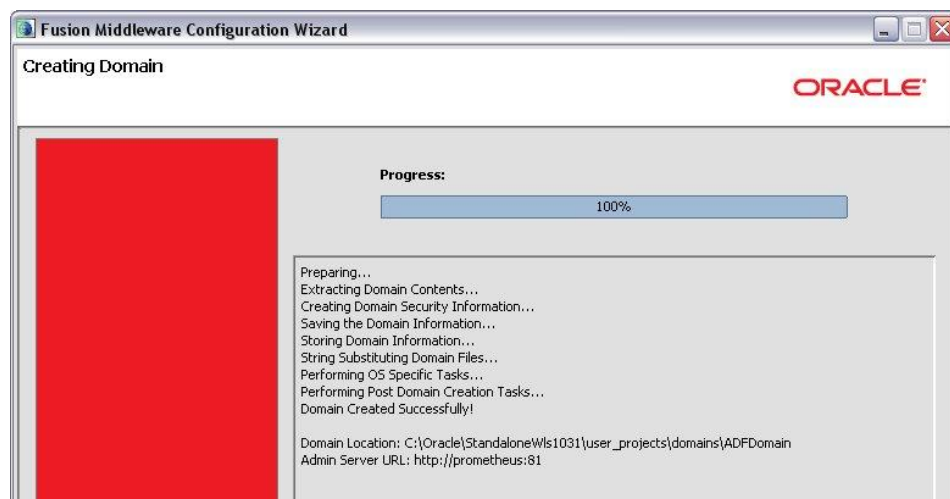 Fusion Middleware Configuration Wizard
Creating Domain
ORACLE
Progress:
100%
Preparing...
Extracting Domain Contents...
Creating Domain Security Information...
Saving the Domain Information...
Storing Domain Information...
String Substituting Domain Files...
Performing OS Specific Tasks...
Performing Post Domain Creation Tasks...
Domain Created Successfully!
Domain Location: C:\Oracle\StandaloneWls1031\user_projects\domains\ADFDomain
Admin Server URL: http://prometheus:81